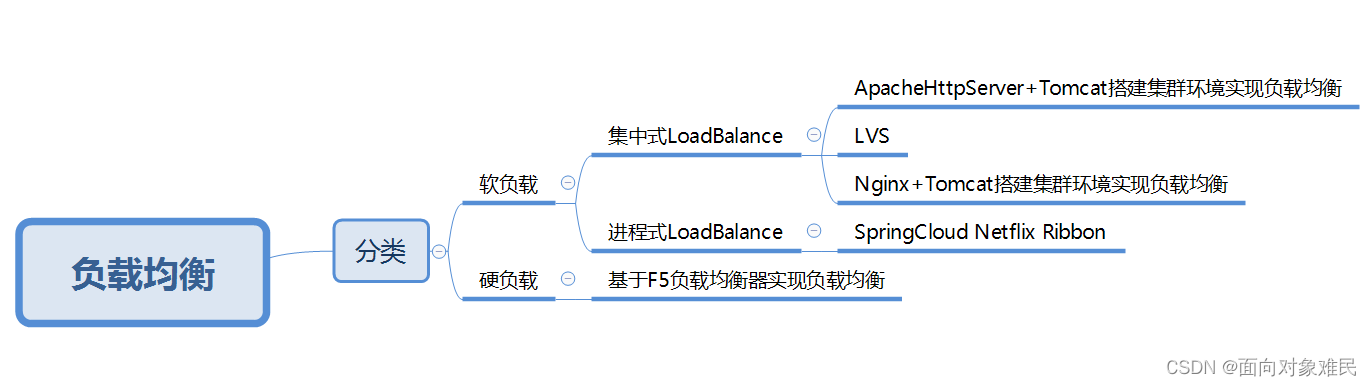 负载均衡
分类
软负载
集中式LoadBalance
ApacheHttpServer+Tomcat搭建集群环境实现负载均衡
LVS
Nginx+Tomcat搭建集群环境实现负载均衡
进程式LoadBalance
SpringCloud Netflix Ribbon
硬负载
基于F5负载均衡器实现负载均衡
CSDN @面向对象难民